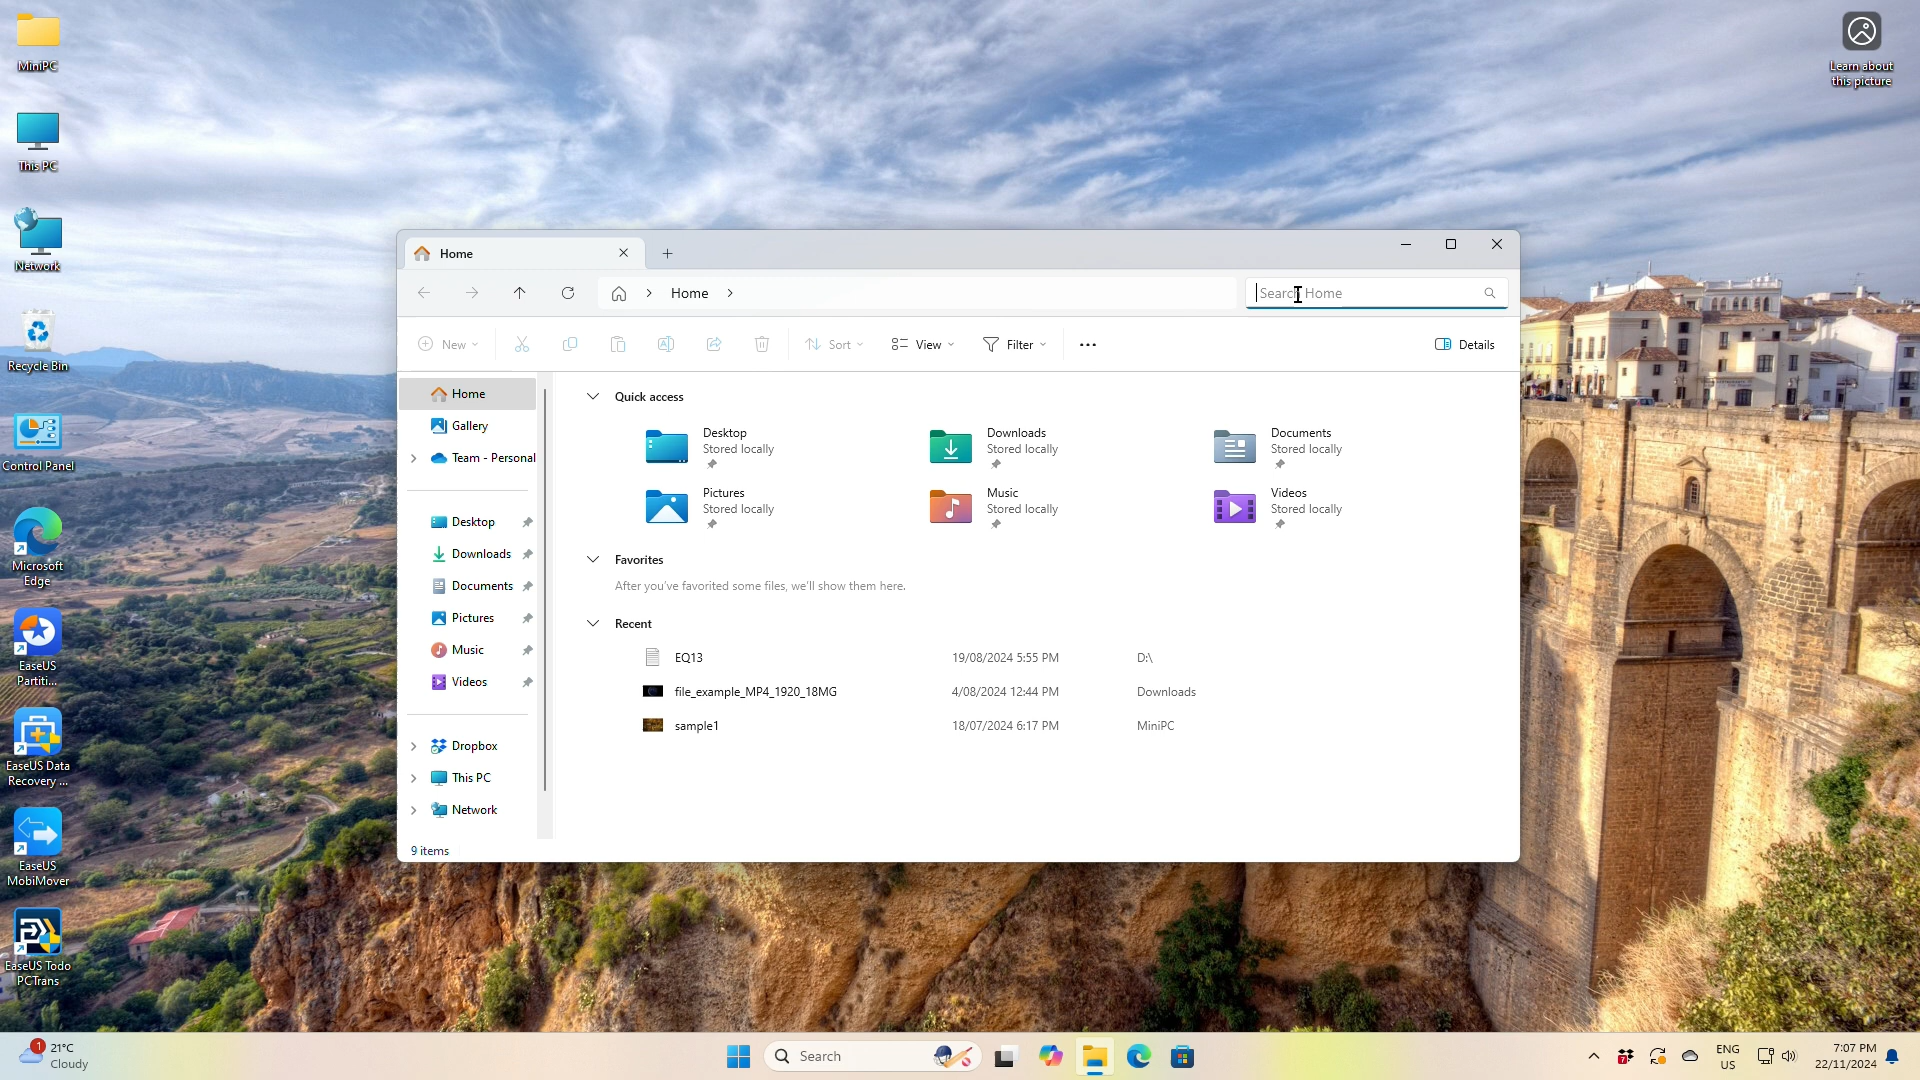 MiniPC
This PC
Network
Recycle Bin
Control Panel
Microsoft
Edge
EaseUS
Partiti...
EaseUS Data
Recovery ...
EaseUS
MobiMover
EaseUS Todo
PCTrans
Learn about
this picture
Home
Home
Search Home
New
Sort
View
Filter
Details
Home
Gallery
Team - Personal
Desktop
Downloads
Documents
Pictures
Music
Videos
Dropbox
This PC
Network
Quick access
Desktop
Stored locally
Downloads
Stored locally
Documents
Stored locally
Pictures
Stored locally
Music
Stored locally
Videos
Stored locally
Favorites
After you've favorited some files, we'll show them here.
Recent
EQ13 19/08/2024 5:55 PM D:\
file_example_MP4_1920_18MG 4/08/2024 12:44 PM Downloads
sample1 18/07/2024 6:17 PM MiniPC
9 items
1
21°C
Cloudy
Search
7
ENG
US
7:07 PM
22/11/2024